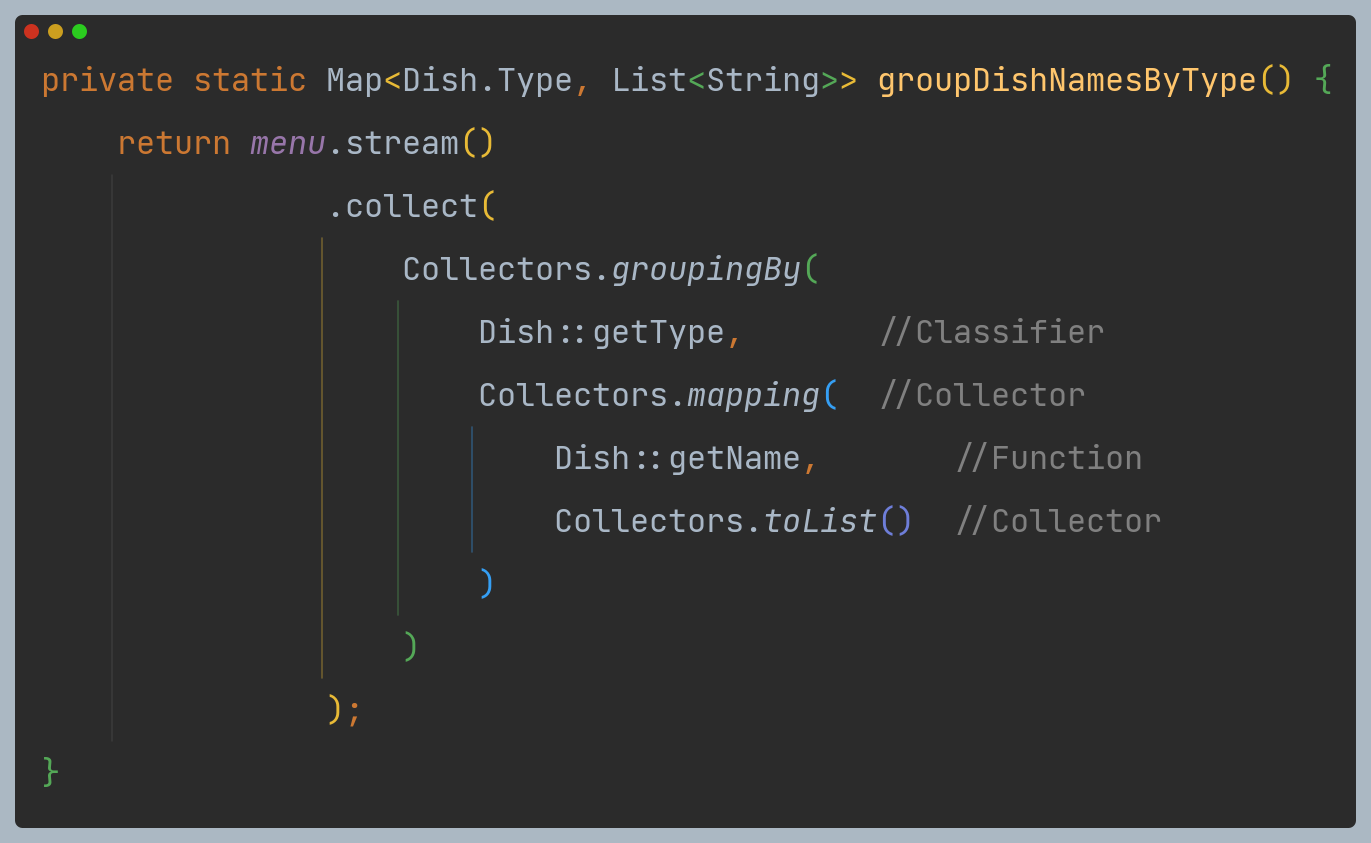 private static Map<Dish.Type, List<String>> groupDishNamesByType() {
    return menu.stream()
               .collect(
                   Collectors.groupingBy(
                       Dish::getType,       //Classifier
                       Collectors.mapping(  //Collector
                           Dish::getName,       //Function
                           Collectors.toList()  //Collector
                       )
                   )
               );
}